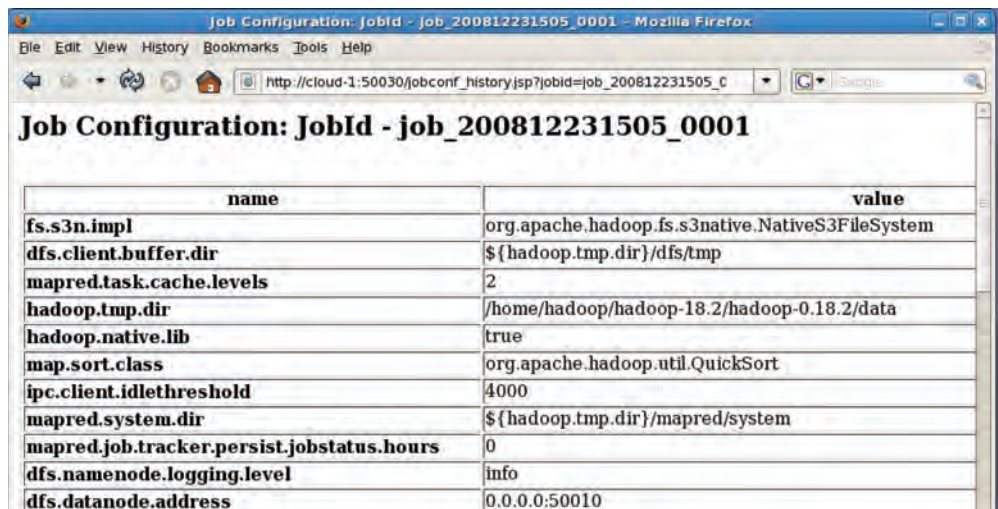 Job Configuration: JobId - job_200812231505_0001 - Mozilla Firefox
File Edit View History Bookmarks Tools Help
http://cloud-1:50030/jobconf_history.jsp?jobid=job_200812231505_0
G Google
Job Configuration: JobId - job_200812231505_0001
name value
fs.s3n.impl org.apache.hadoop.fs.s3native.NativeS3FileSystem
dfs.client.buffer.dir ${hadoop.tmp.dir}/dfs/tmp
mapred.task.cache.levels 2
hadoop.tmp.dir /home/hadoop/hadoop-18.2/hadoop-0.18.2/data
hadoop.native.lib true
map.sort.class org.apache.hadoop.util.QuickSort
ipc.client.idlethreshold 4000
mapred.system.dir ${hadoop.tmp.dir}/mapred/system
mapred.job.tracker.persist.jobstatus.hours 0
dfs.namenode.logging.level info
dfs.datanode.address 0.0.0.0:50010